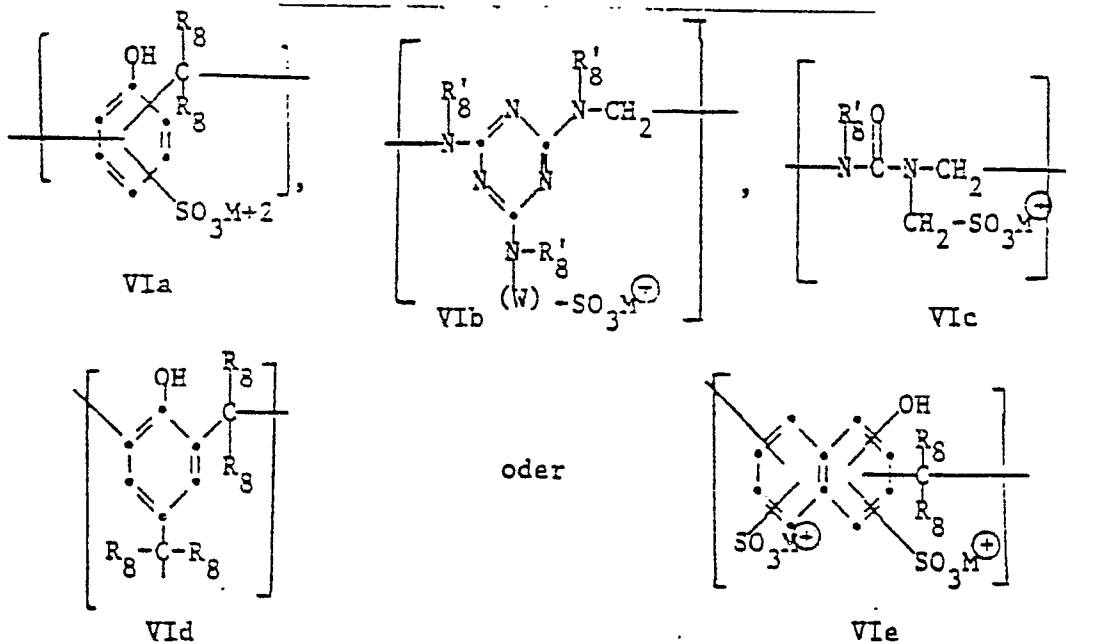 R8
OH
C
R8
SO3M+2
,
VIa
R'8
N
N
R'8
N-CH2
N
N
N-R'8
(W) -SO3M⊖
VIb
,
R'8 O
N-C-N-CH2
CH2-SO3M⊕
VIc
OH
R8
C
R8
R8-C-R8
VId
oder
OH
R8
C
R8
SO3M⊕
SO3M⊕
VIe